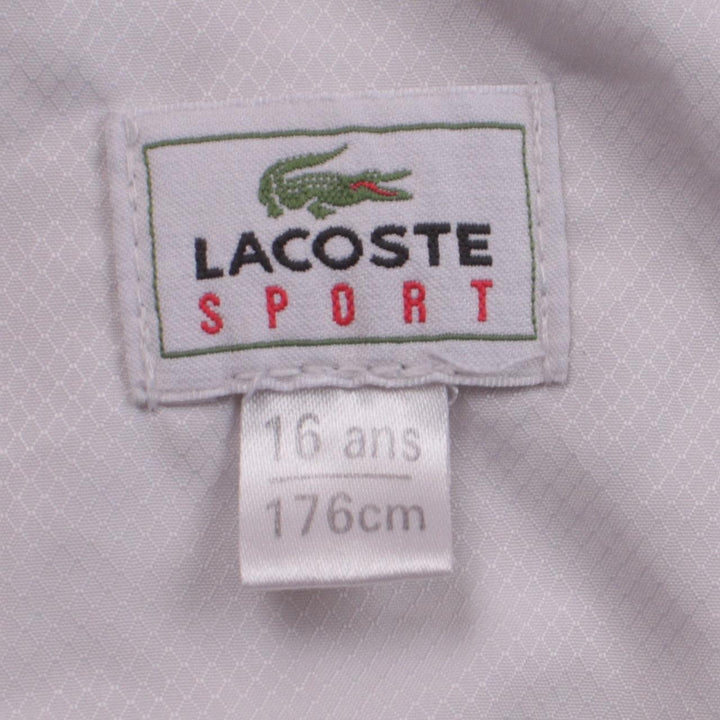 LACOSTE
SPORT
16 ans
176cm